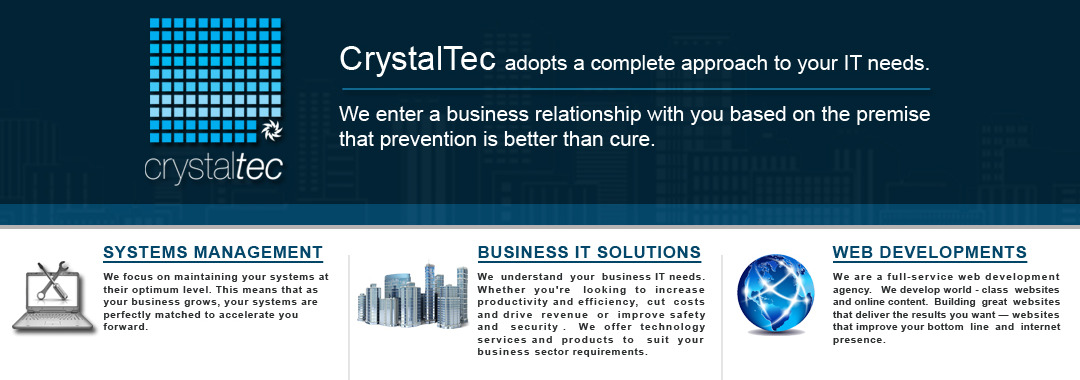 crystaltec
CrystalTec adopts a complete approach to your IT needs.
We enter a business relationship with you based on the premise
that prevention is better than cure.
SYSTEMS MANAGEMENT
We focus on maintaining your systems at
their optimum level. This means that as
your business grows, your systems are
perfectly matched to accelerate you
forward.
BUSINESS IT SOLUTIONS
We understand your business IT needs.
Whether you're looking to increase
productivity and efficiency, cut costs
and drive revenue or improve safety
and security . We offer technology
services and products to suit your
business sector requirements.
WEB DEVELOPMENTS
We are a full-service web development
agency. We develop world - class websites
and online content. Building great websites
that deliver the results you want — websites
that improve your bottom line and internet
presence.